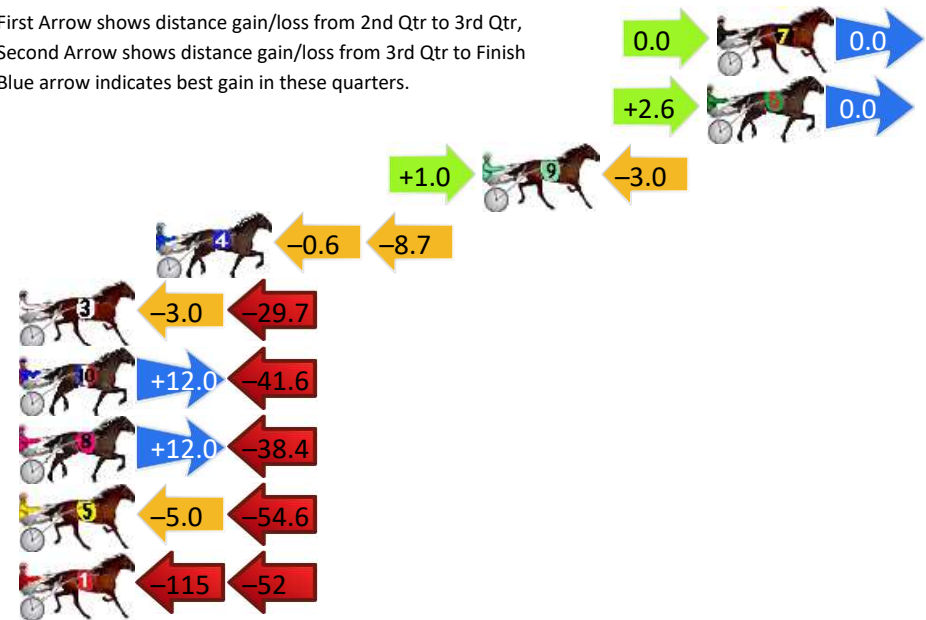 First Arrow shows distance gain/loss from 2nd Qtr to 3rd Qtr,
Second Arrow shows distance gain/loss from 3rd Qtr to Finish
Blue arrow indicates best gain in these quarters.
0.0 7 0.0
+2.6 6 0.0
+1.0 9 –3.0
4 –0.6 –8.7
3 –3.0 –29.7
10 +12.0 –41.6
8 +12.0 –38.4
5 –5.0 –54.6
1 –115 –52